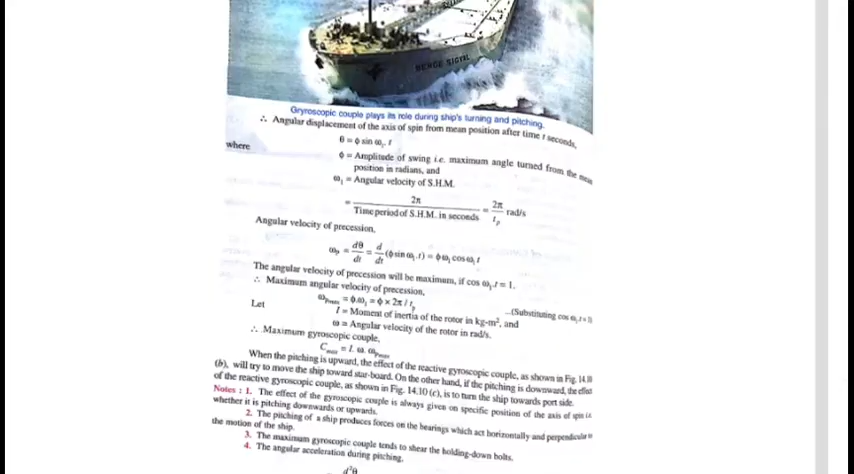 BERGE SIGVAL
Gryroscopic couple plays its role during ship's turning and pitching.
∴ Angular displacement of the axis of spin from mean position after time t seconds,
θ = ϕ sin ω₁. t
where
ϕ = Amplitude of swing i.e. maximum angle turned from the mean
position in radians, and
ω₁ = Angular velocity of S.H.M.
= 2π / Time period of S.H.M. in seconds = 2π / tₚ rad/s
Angular velocity of precession,
ωₚ = dθ/dt = d/dt (ϕ sin ω₁.t) = ϕ ω₁ cos ω₁ t
The angular velocity of precession will be maximum, if cos ω₁.t = 1.
∴ Maximum angular velocity of precession,
ωPmax = ϕ.ω₁ = ϕ × 2π / tₚ ...(Substituting cos ω₁.t = 1)
Let
I = Moment of inertia of the rotor in kg-m², and
ω = Angular velocity of the rotor in rad/s.
∴ Maximum gyroscopic couple,
Cmax = I. ω. ωPmax
When the pitching is upward, the effect of the reactive gyroscopic couple, as shown in Fig. 14.10
(b), will try to move the ship toward star-board. On the other hand, if the pitching is downward, the effect
of the reactive gyroscopic couple, as shown in Fig. 14.10 (c), is to turn the ship towards port side.
Notes : 1. The effect of the gyroscopic couple is always given on specific position of the axis of spin i.e.
whether it is pitching downwards or upwards.
2. The pitching of a ship produces forces on the bearings which act horizontally and perpendicular to
the motion of the ship.
3. The maximum gyroscopic couple tends to shear the holding-down bolts.
4. The angular acceleration during pitching,
d²θ